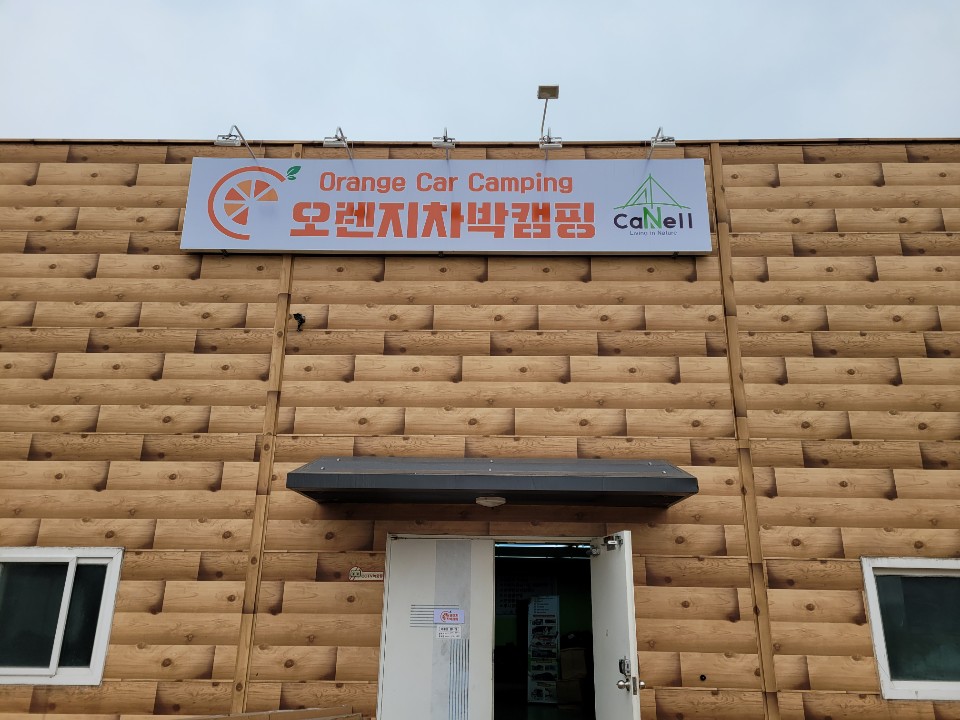 Orange Car Camping
오렌지차박캠핑
CaNell
Living in Nature